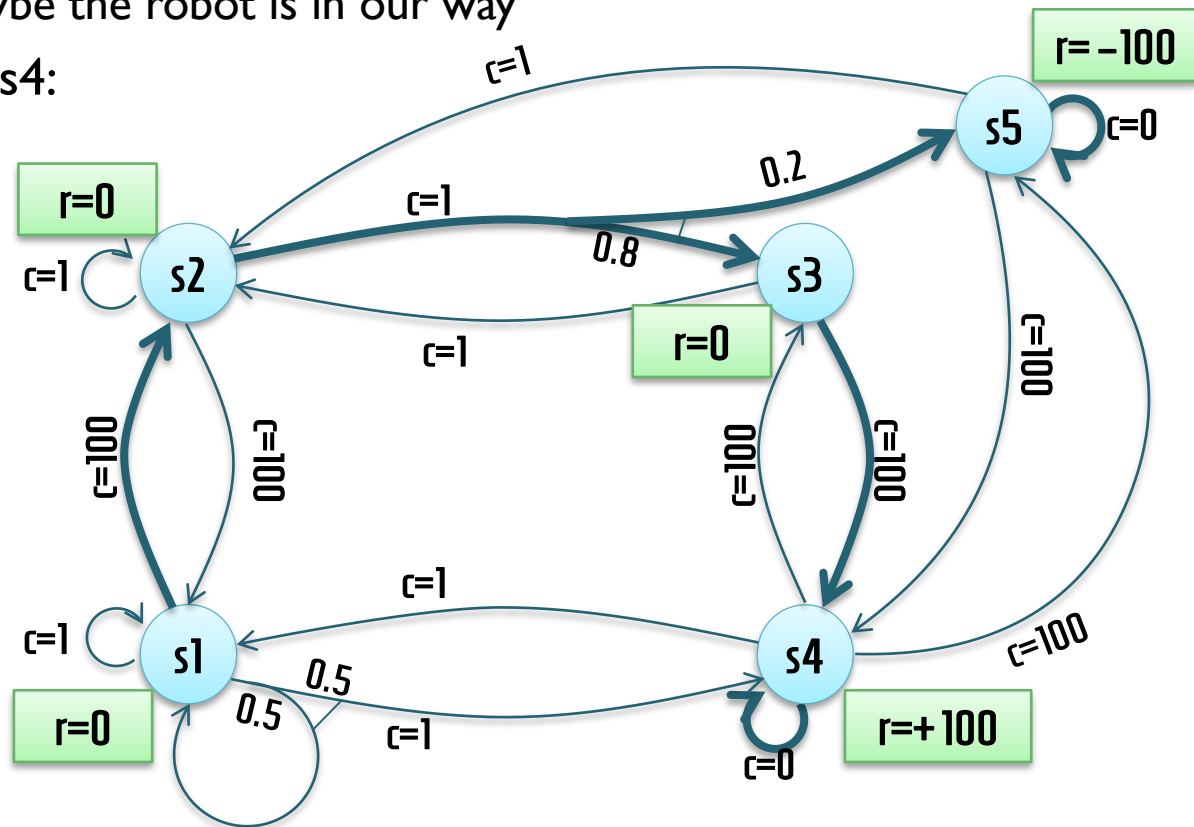 the robot is in our way
s4:
r= –100
c=1
s5
c=0
0.2
r=0
c=1
0.8
s2
s3
c=1
r=0
c=1
c=100
c=100
c=100
c=100
c=100
c=1
c=1
s1
s4
c=100
0.5
0.5
r=0
c=1
r=+100
c=0